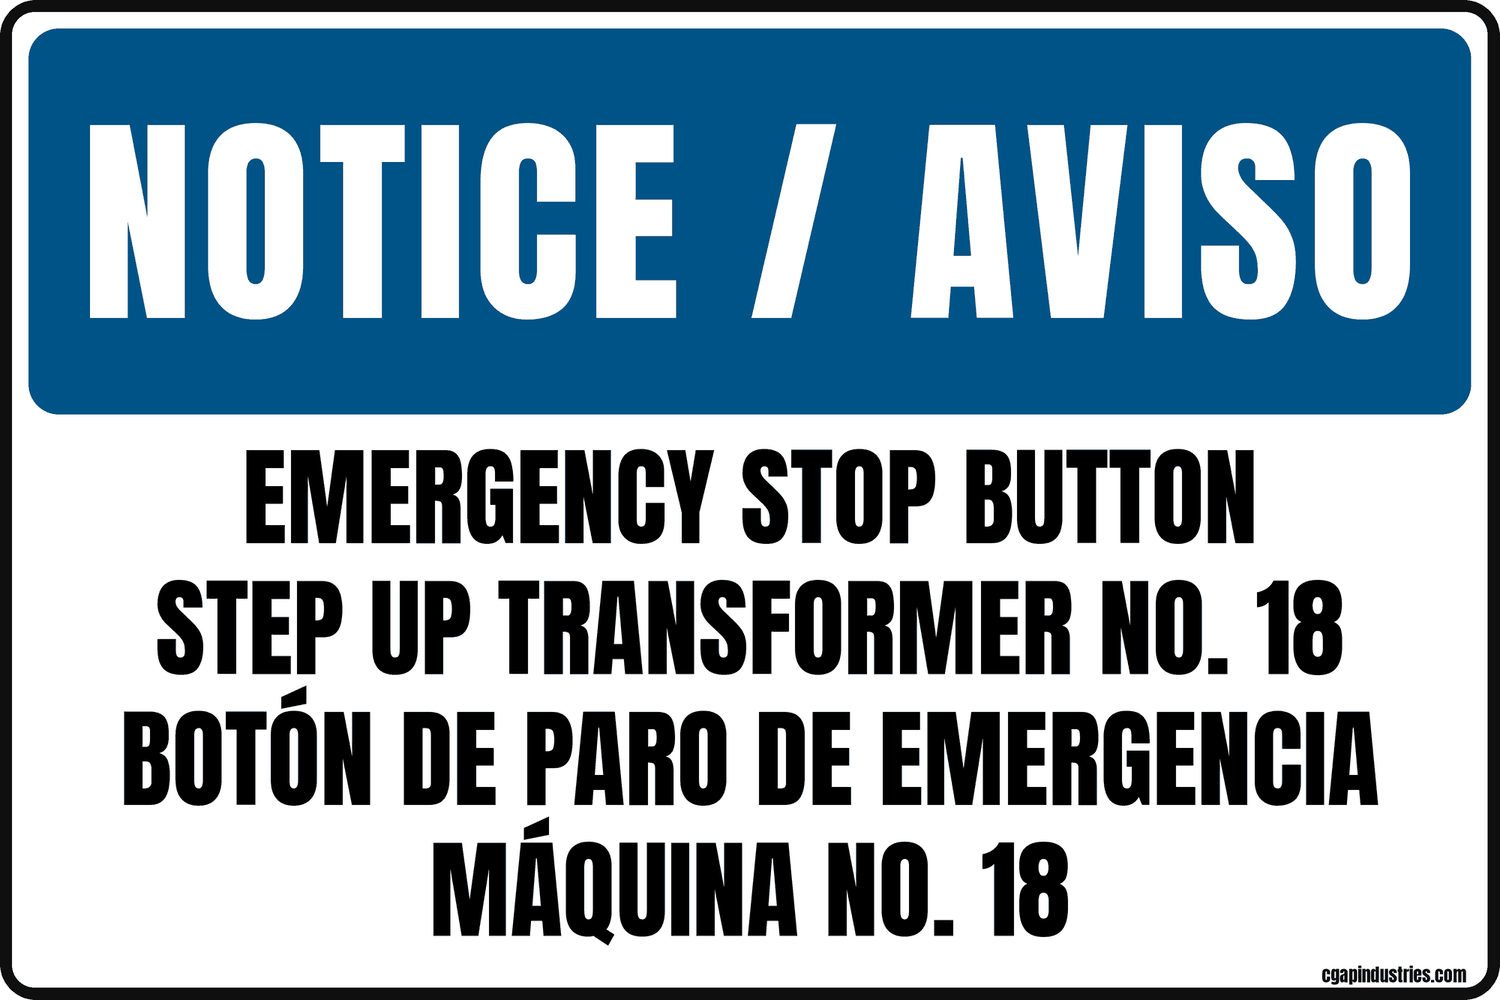 NOTICE / AVISO
EMERGENCY STOP BUTTON
STEP UP TRANSFORMER NO. 18
BOTÓN DE PARO DE EMERGENCIA
MÁQUINA NO. 18
cgapindustries.com